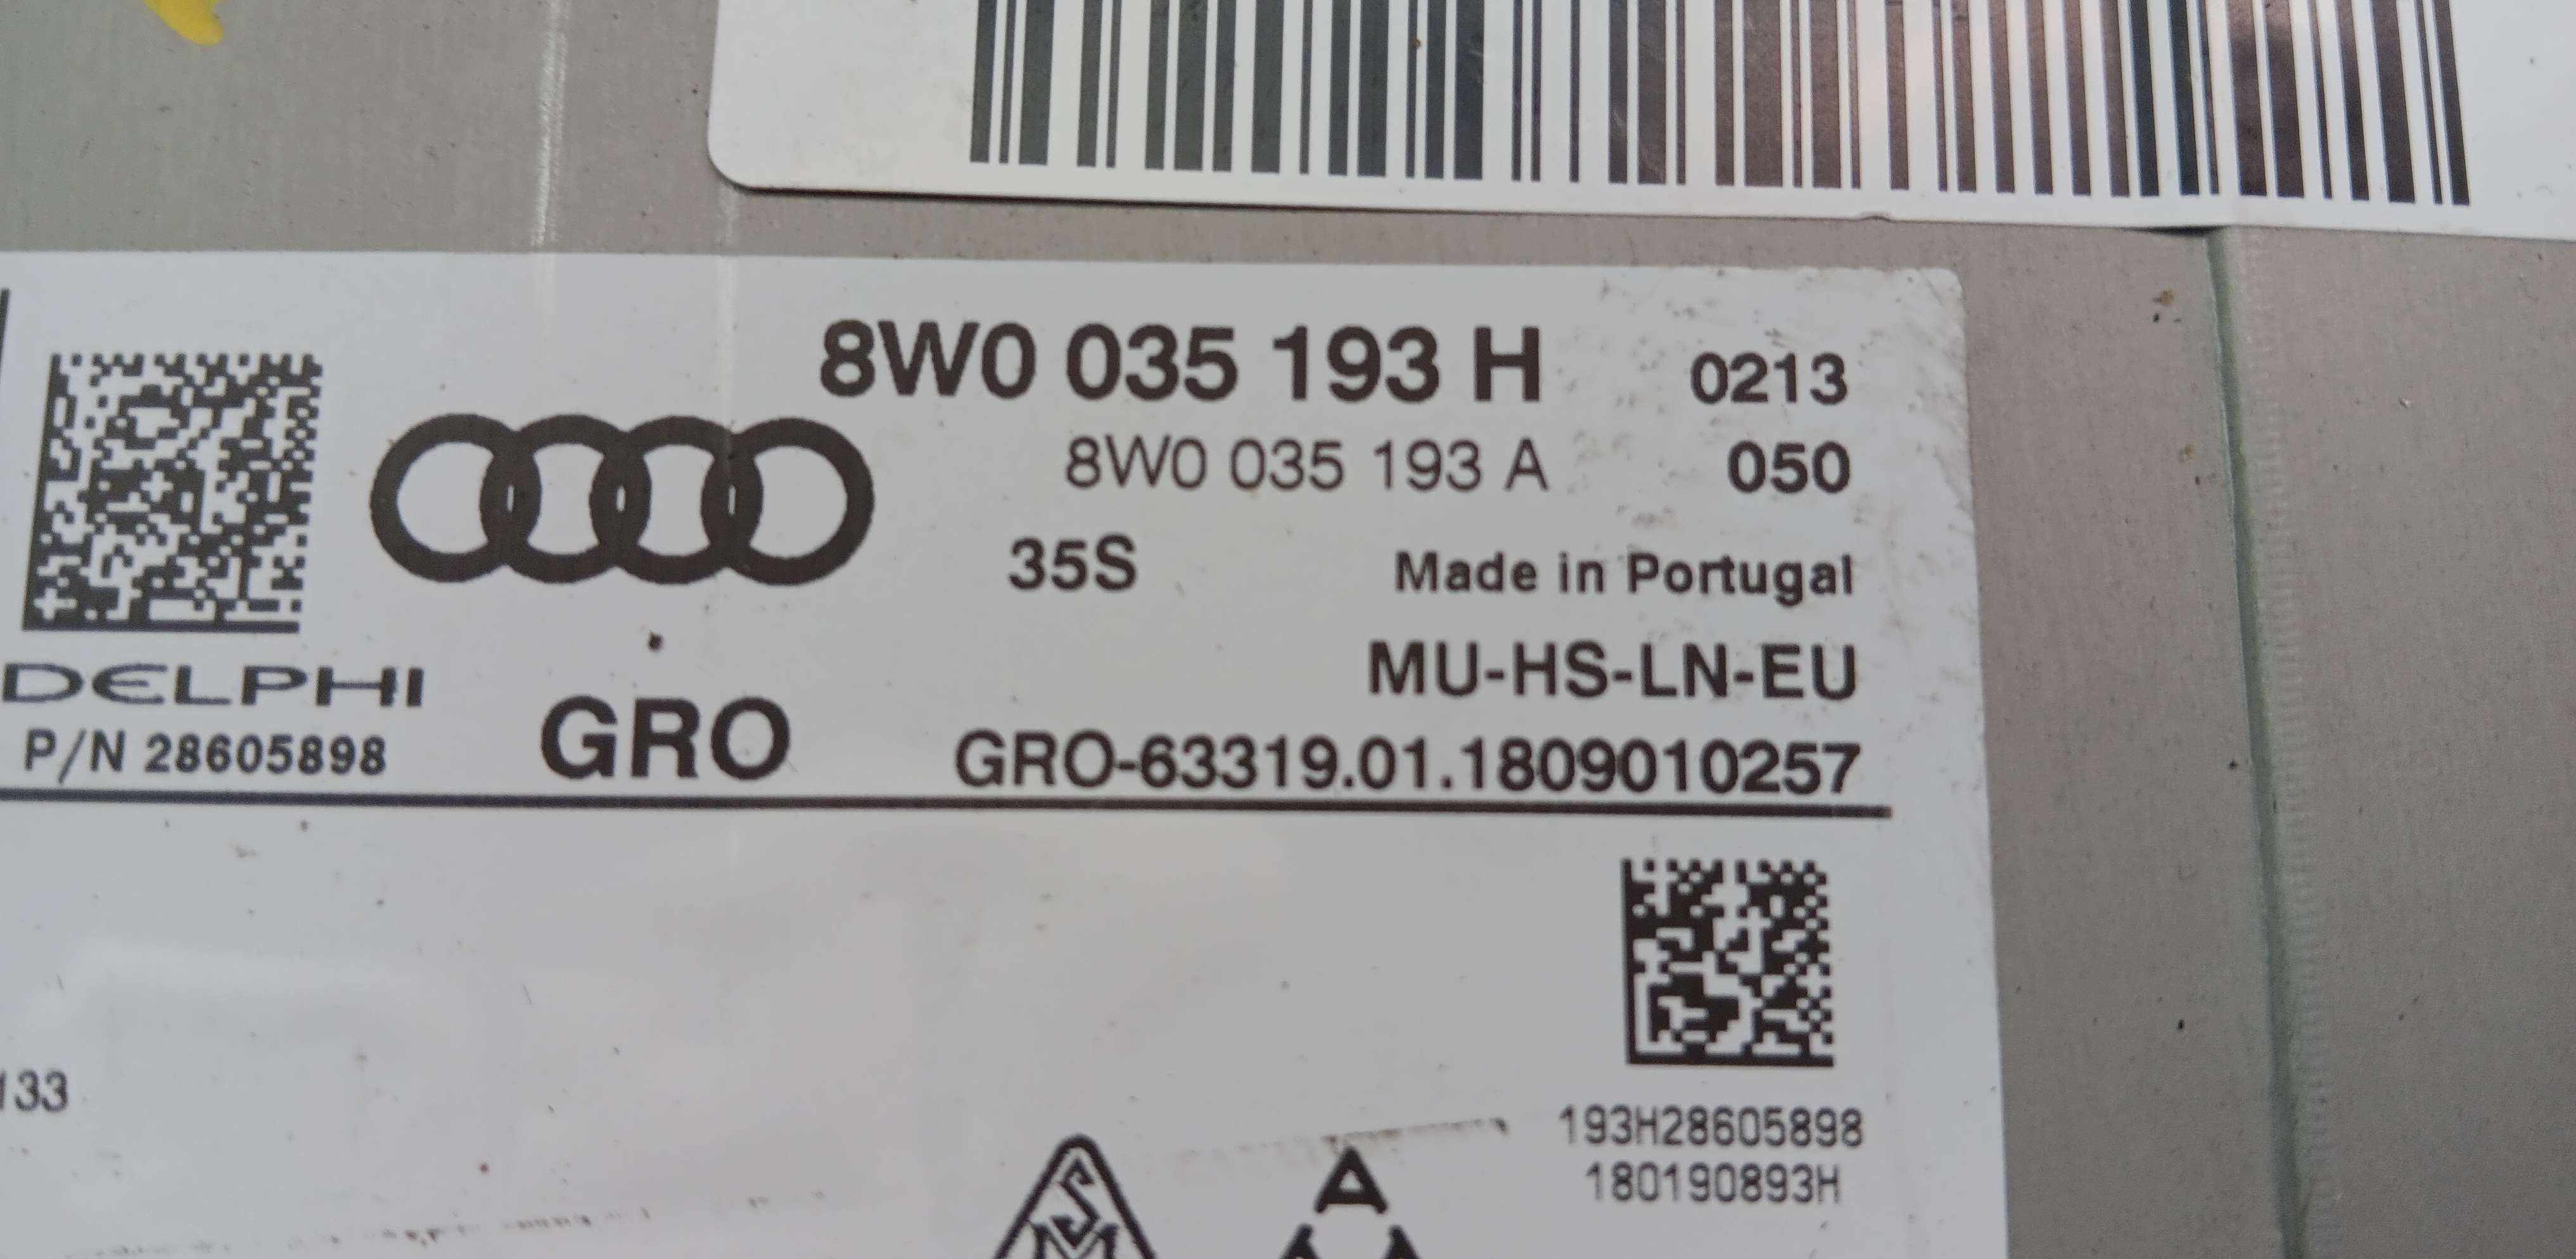 8W0 035 193 H 0213
8W0 035 193 A 050
35S Made in Portugal
MU-HS-LN-EU
DELPHI
P/N 28605898 GRO GRO-63319.01.1809010257
133
193H28605898
180190893H
SM
A